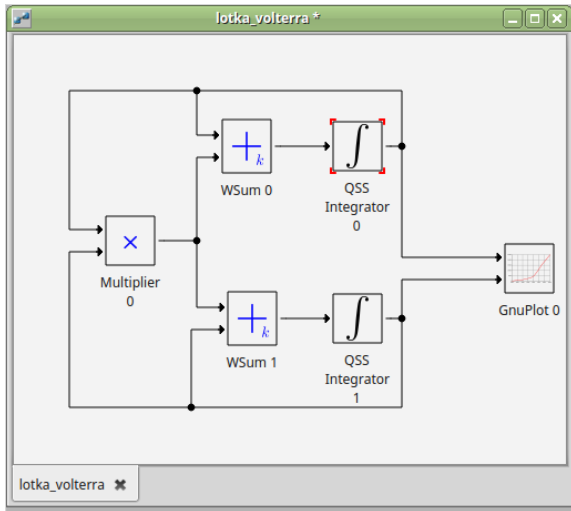 lotka_volterra *
k
WSum 0
QSS
Integrator
0
×
Multiplier
0
GnuPlot 0
k
WSum 1
QSS
Integrator
1
lotka_volterra